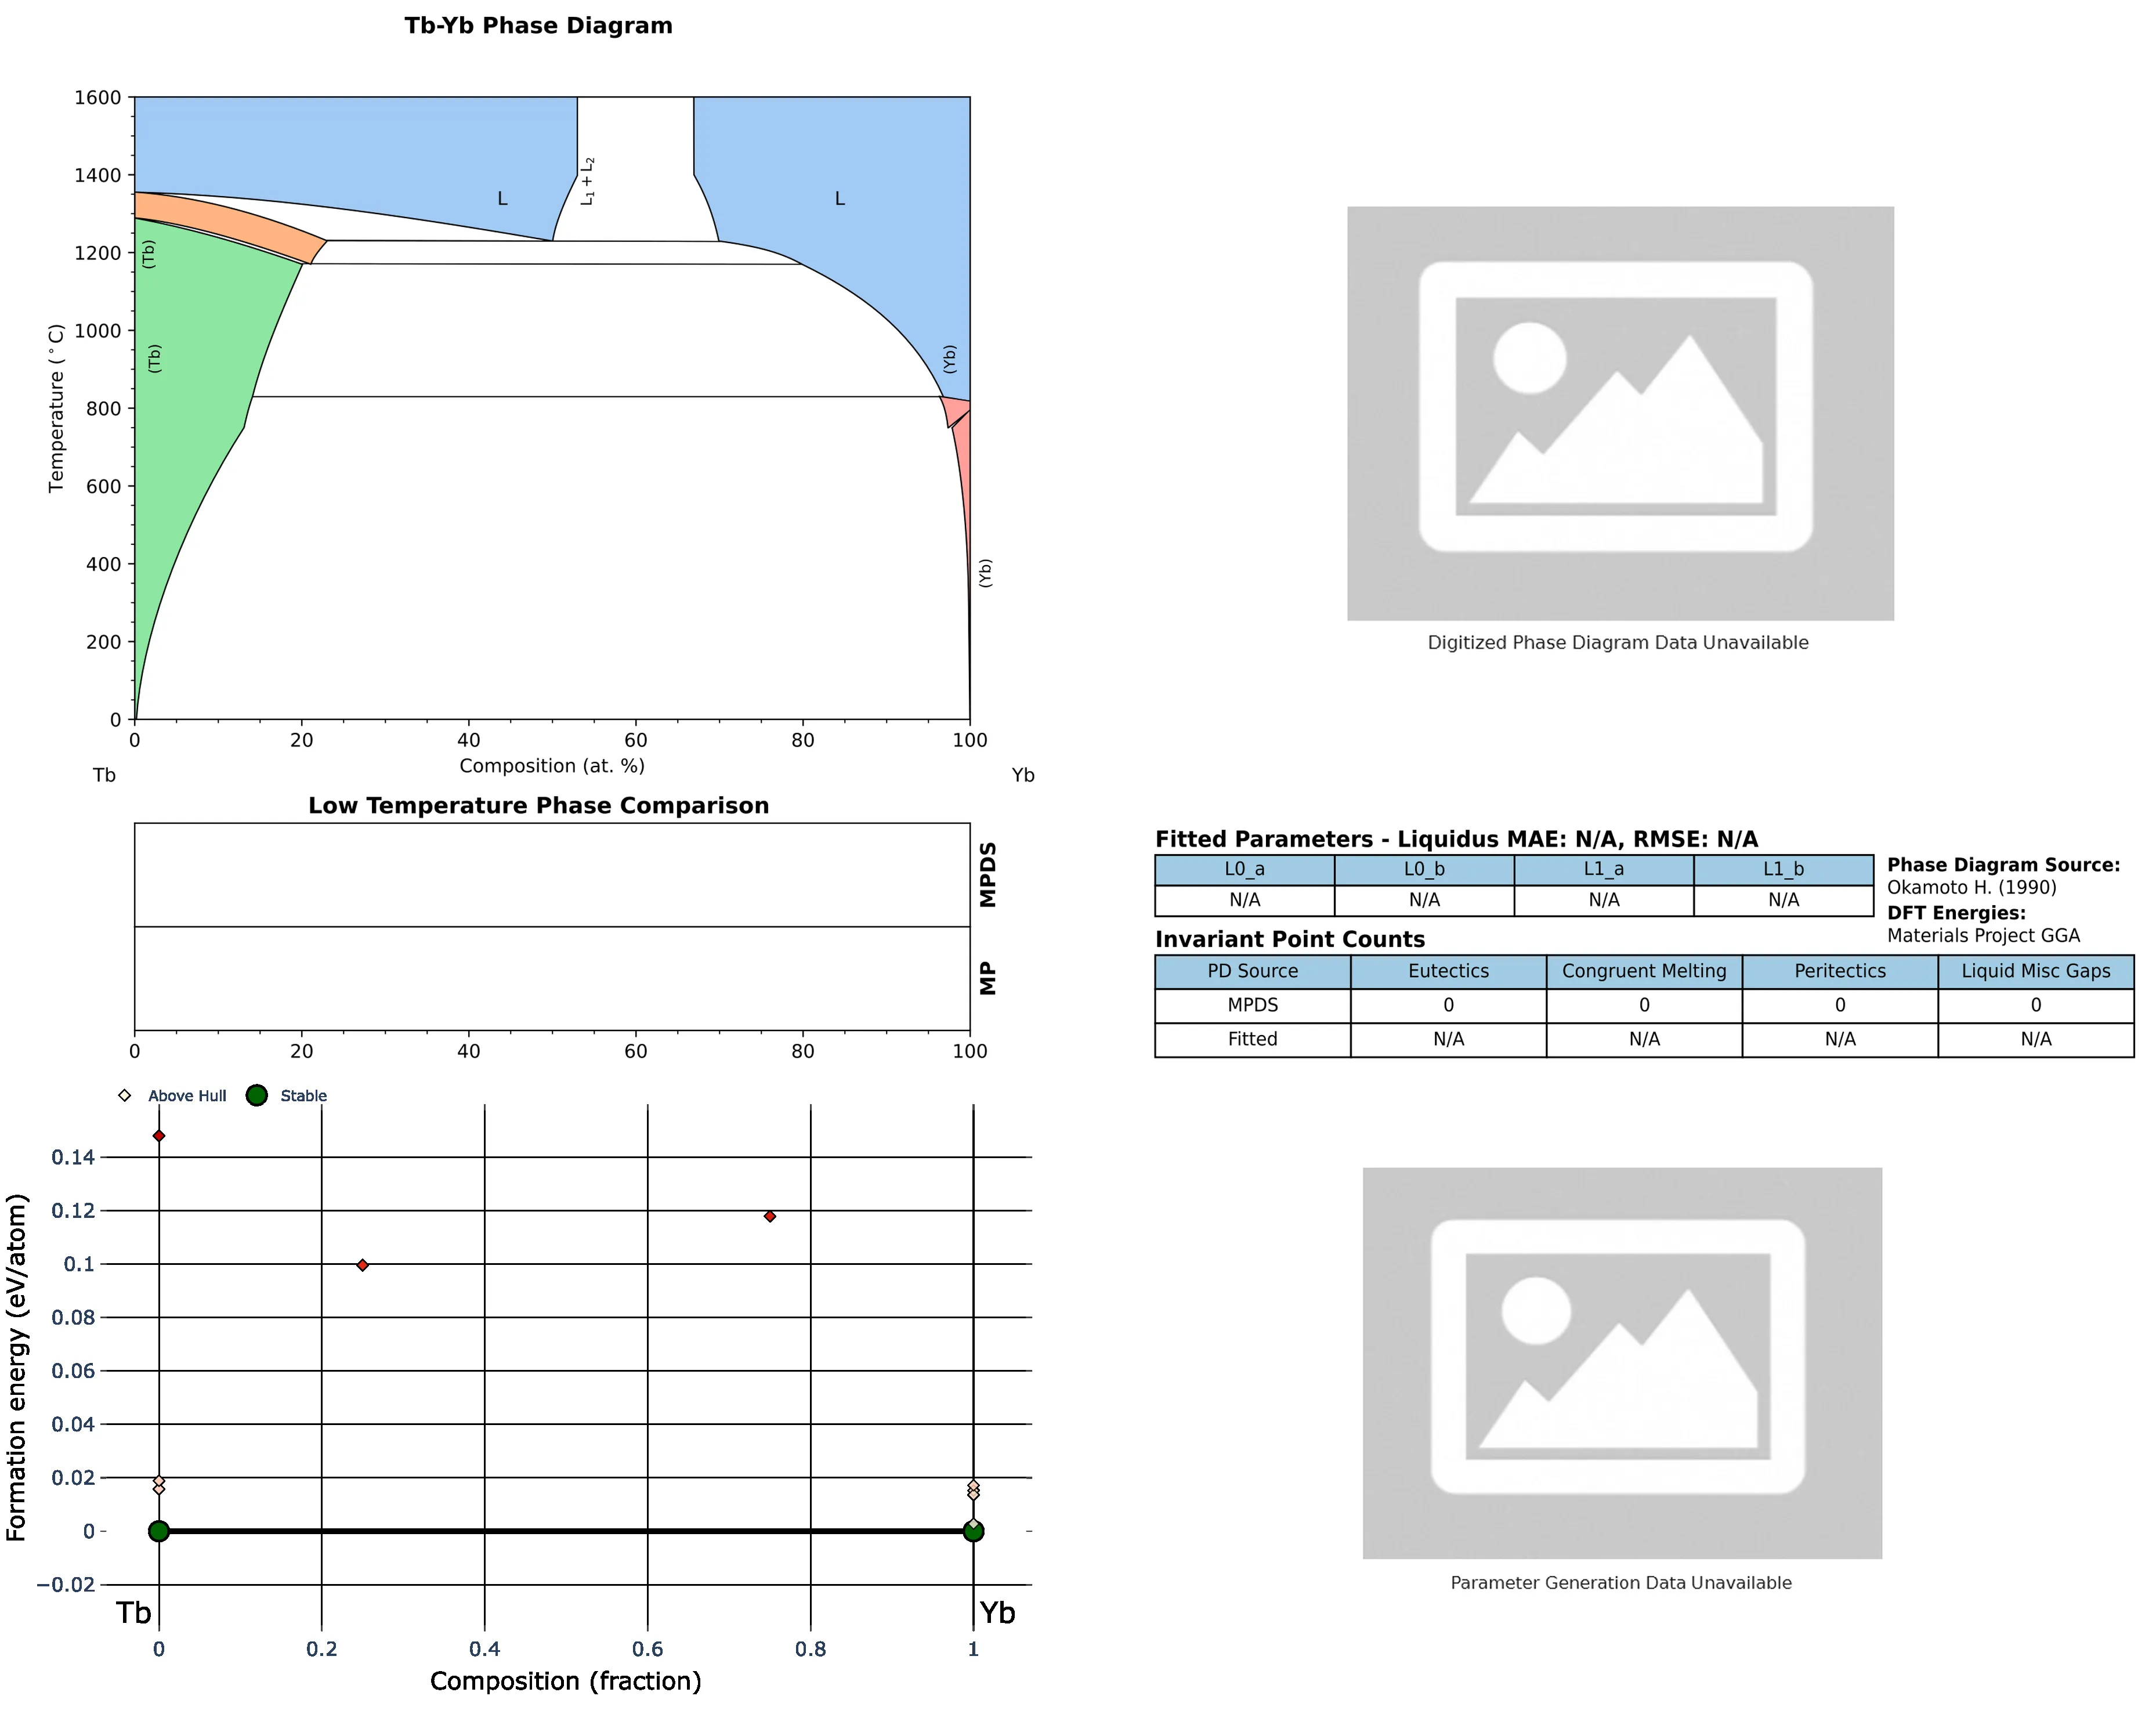 Tb-Yb Phase Diagram
1600
1400
1200
1000
800
600
400
200
0
Temperature (°C)
L
L₁ + L₂
L
(Tb)
(Tb)
(Yb)
(Yb)
0 20 40 60 80 100
Composition (at. %)
Tb Yb
Digitized Phase Diagram Data Unavailable
Low Temperature Phase Comparison
MPDS
MP
0 20 40 60 80 100
Fitted Parameters - Liquidus MAE: N/A, RMSE: N/A
L0_a L0_b L1_a L1_b
N/A N/A N/A N/A
Phase Diagram Source:
Okamoto H. (1990)
DFT Energies:
Materials Project GGA
Invariant Point Counts
PD Source Eutectics Congruent Melting Peritectics Liquid Misc Gaps
MPDS 0 0 0 0
Fitted N/A N/A N/A N/A
Above Hull Stable
0.14
0.12
0.1
0.08
0.06
0.04
0.02
0
−0.02
Formation energy (eV/atom)
Tb Yb
0 0.2 0.4 0.6 0.8 1
Composition (fraction)
Parameter Generation Data Unavailable